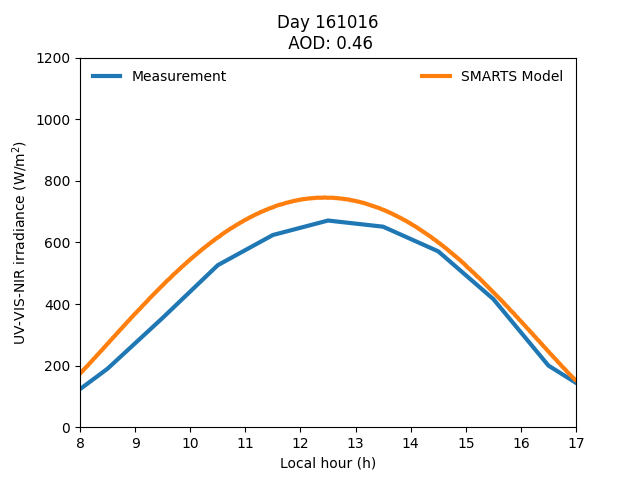 Day 161016
AOD: 0.46
Measurement
SMARTS Model
UV-VIS-NIR irradiance (W/m²)
1200
1000
800
600
400
200
0
8 9 10 11 12 13 14 15 16 17
Local hour (h)